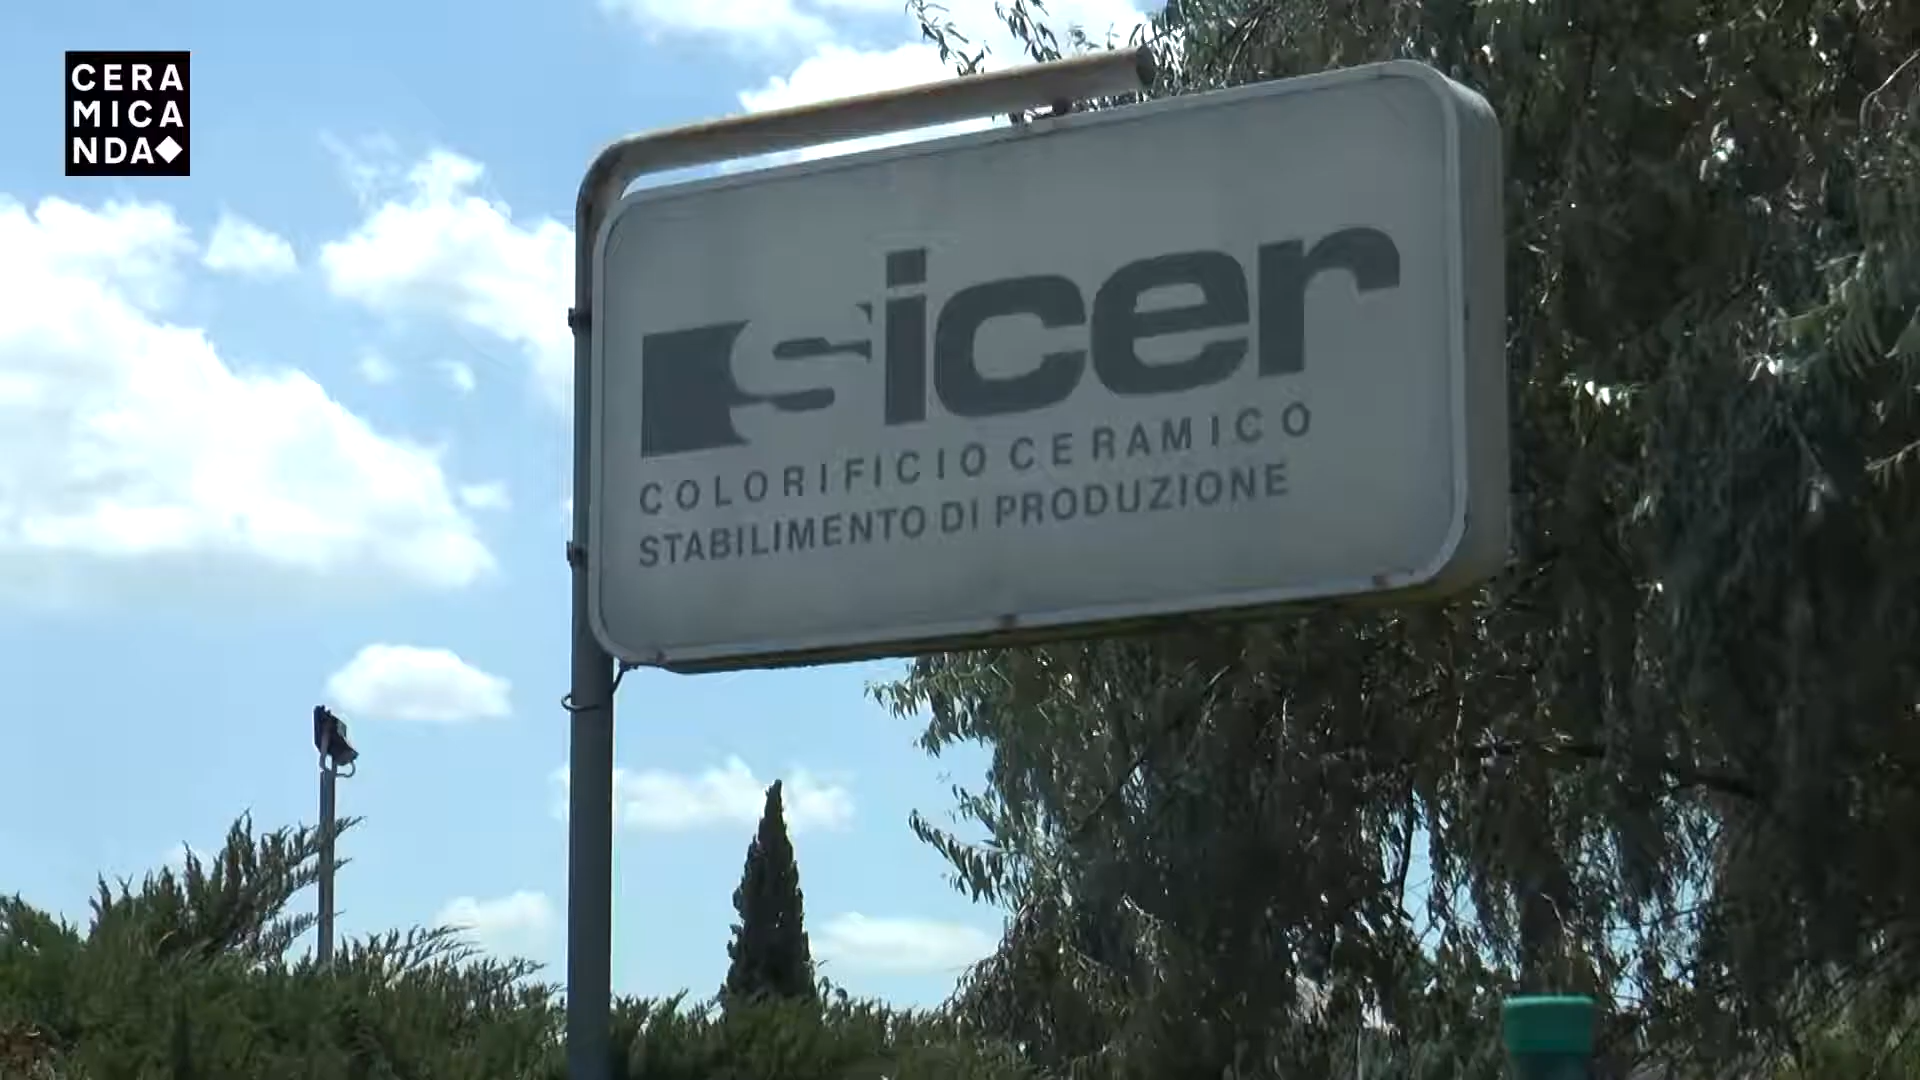 CERA
MICA
NDA
sicer
COLORIFICIO CERAMICO
STABILIMENTO DI PRODUZIONE